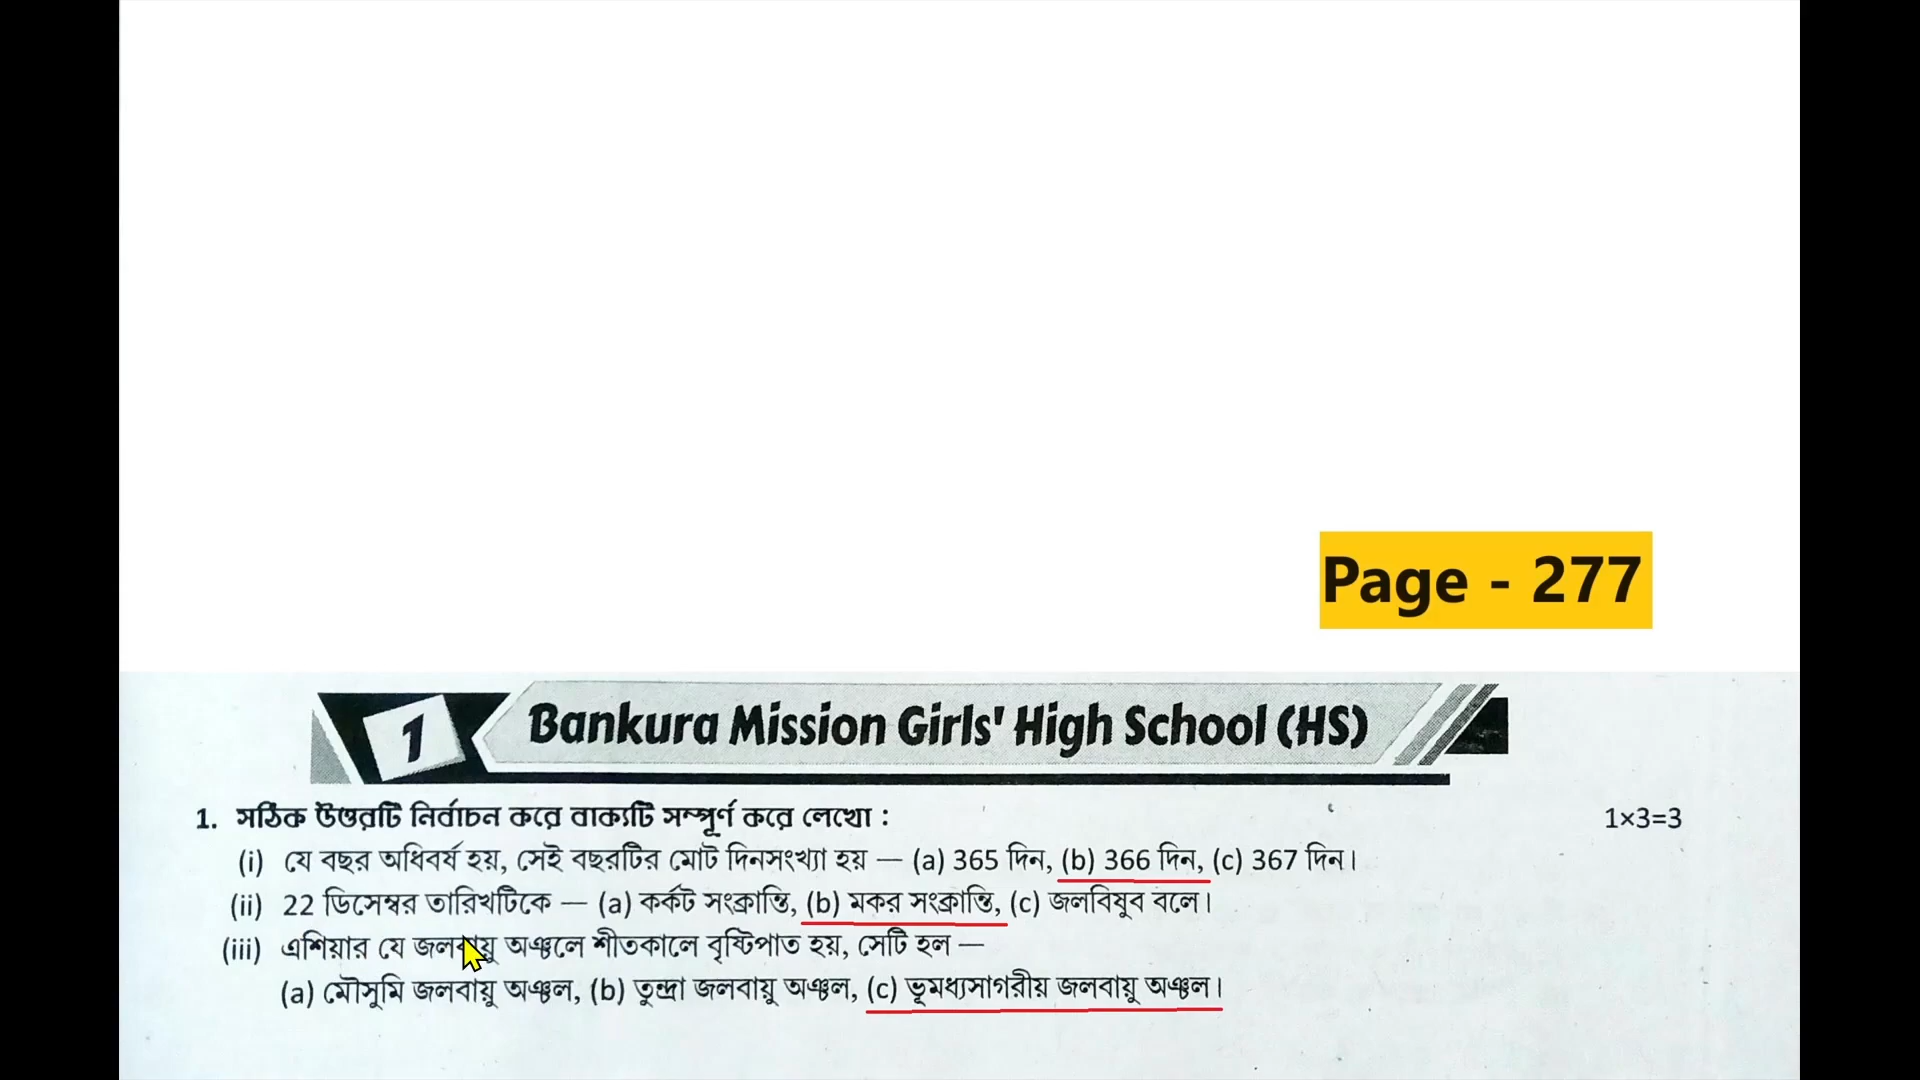 Page - 277
1 Bankura Mission Girls' High School (HS)
1. সঠিক উত্তরটি নির্বাচন করে বাক্যটি সম্পূর্ণ করে লেখো : 1×3=3
(i) যে বছর অধিবর্ষ হয়, সেই বছরটির মোট দিনসংখ্যা হয় — (a) 365 দিন, (b) 366 দিন, (c) 367 দিন।
(ii) 22 ডিসেম্বর তারিখটিকে — (a) কর্কট সংক্রান্তি, (b) মকর সংক্রান্তি, (c) জলবিষুব বলে।
(iii) এশিয়ার যে জলবায়ু অঞ্চলে শীতকালে বৃষ্টিপাত হয়, সেটি হল —
(a) মৌসুমি জলবায়ু অঞ্চল, (b) তুন্দ্রা জলবায়ু অঞ্চল, (c) ভূমধ্যসাগরীয় জলবায়ু অঞ্চল।